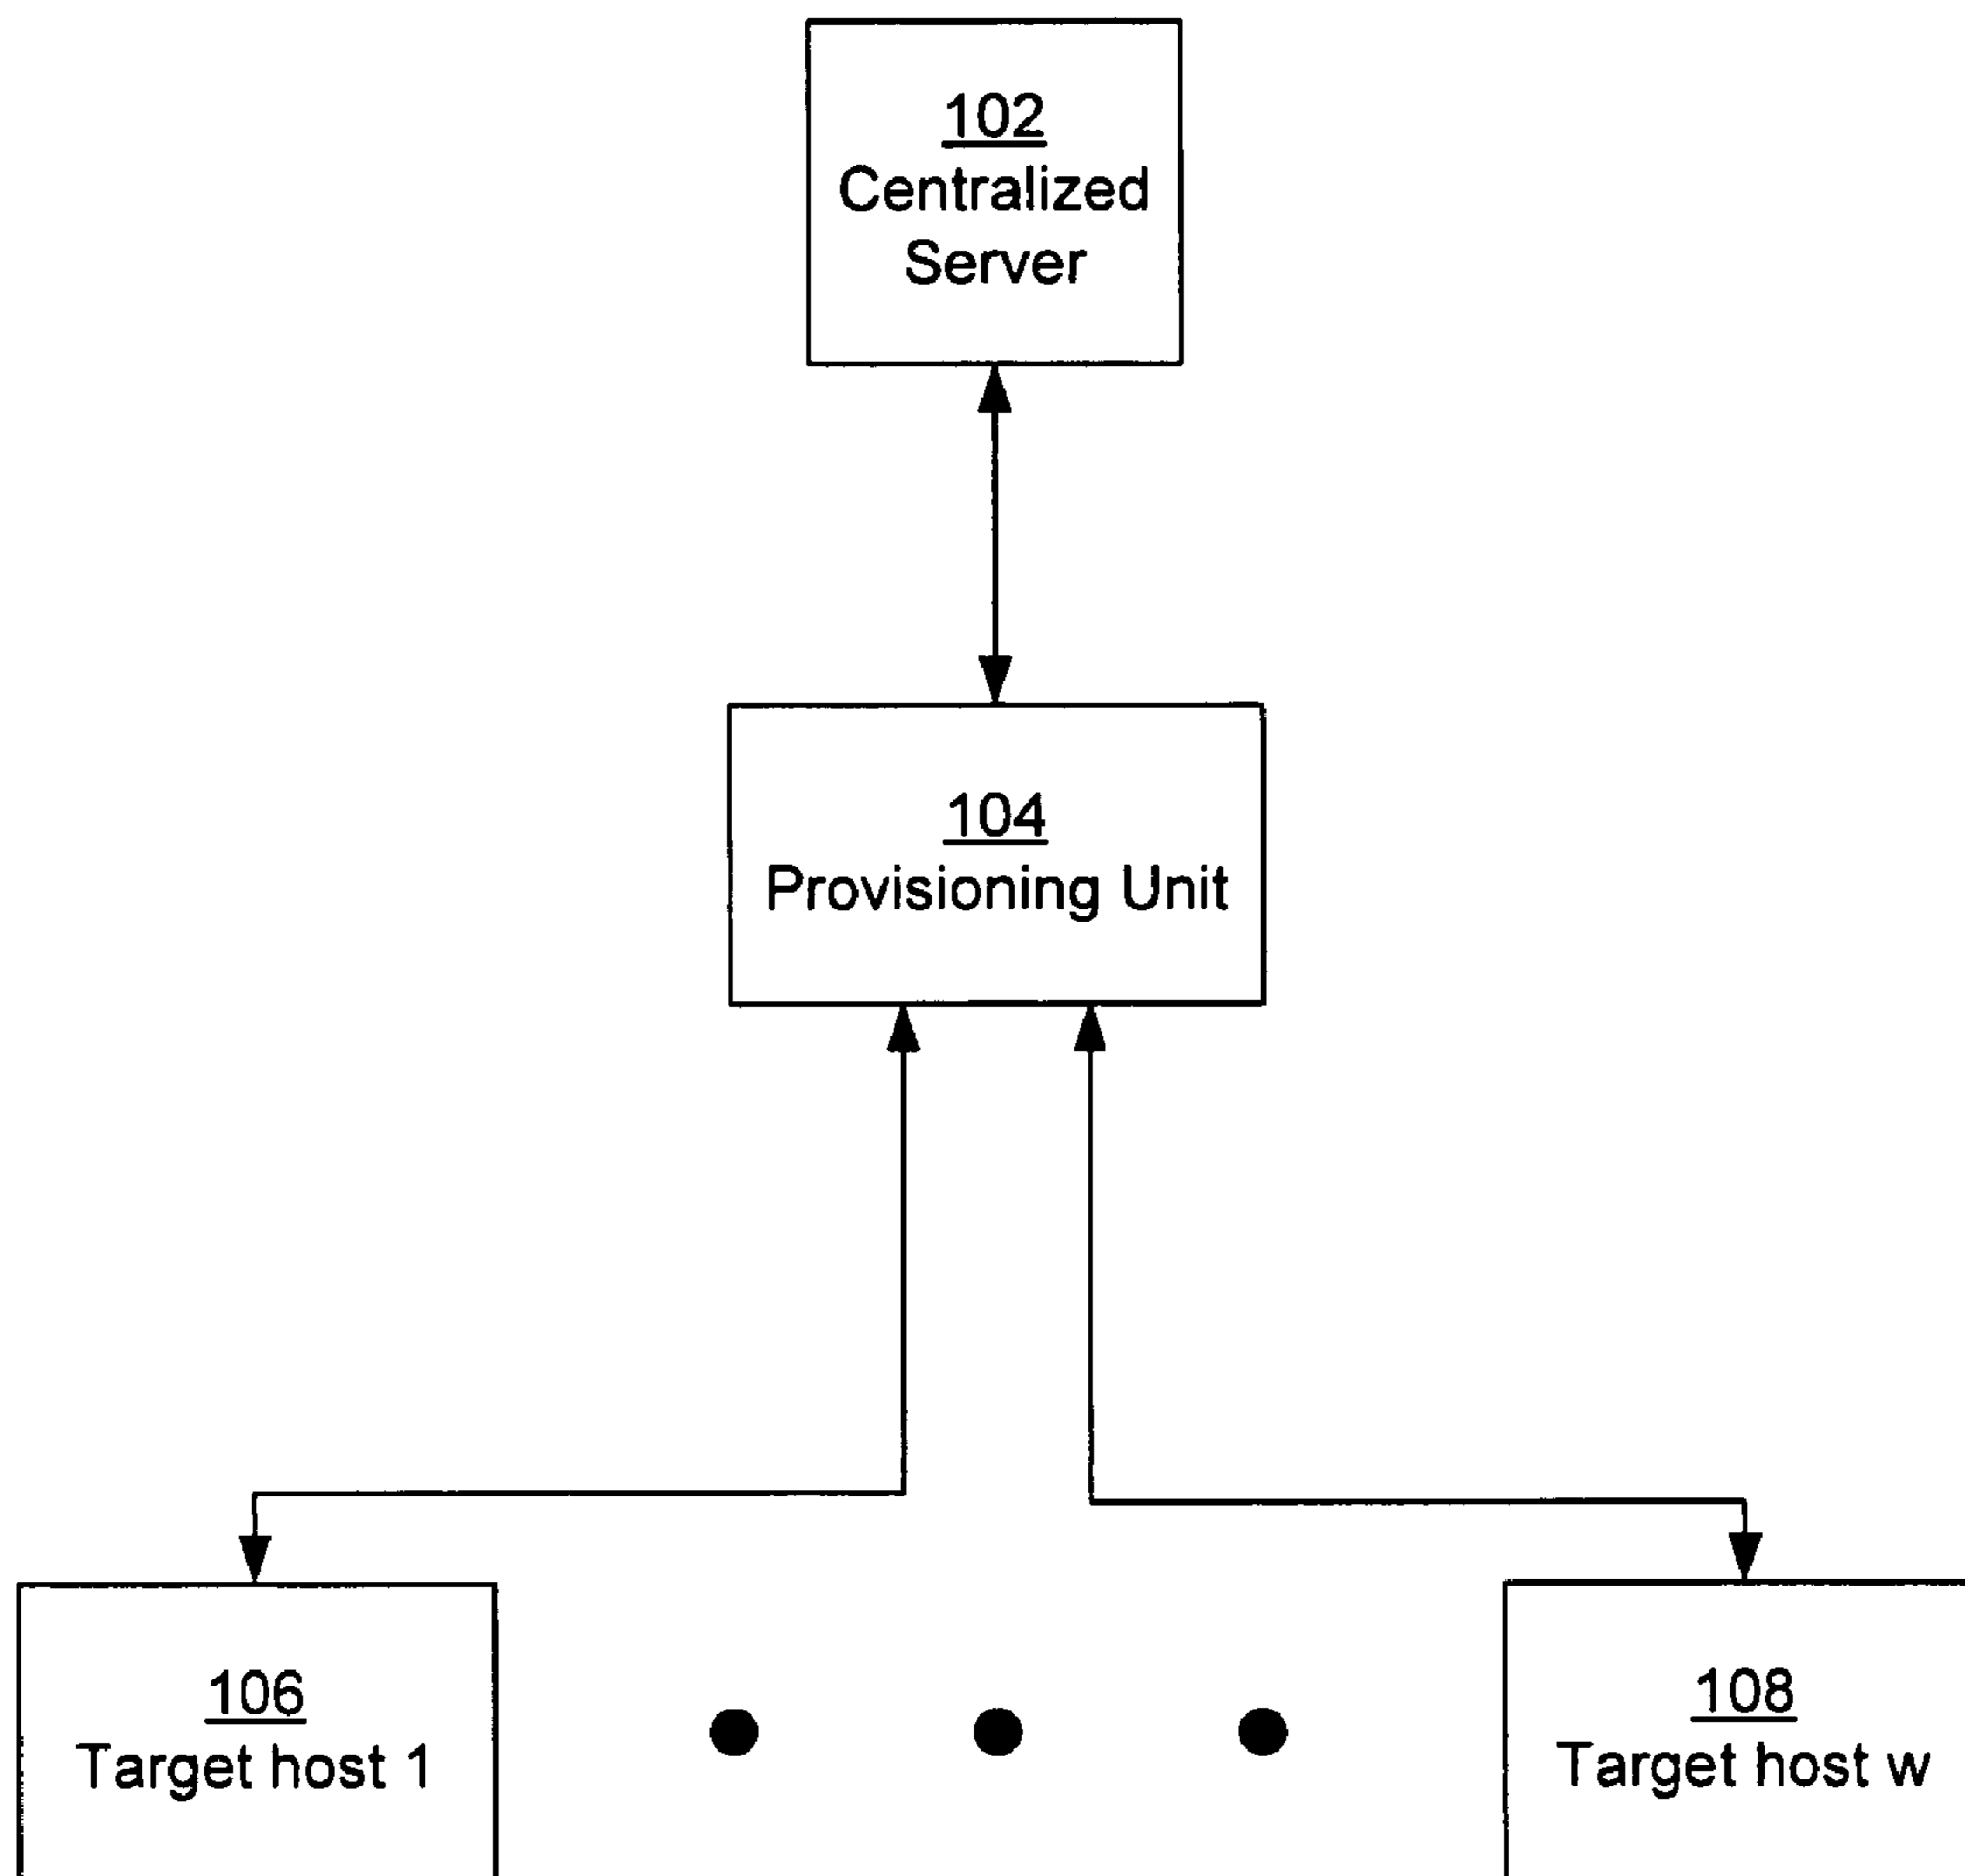 102
Centralized
Server
104
Provisioning Unit
106
Target host 1
108
Target host w